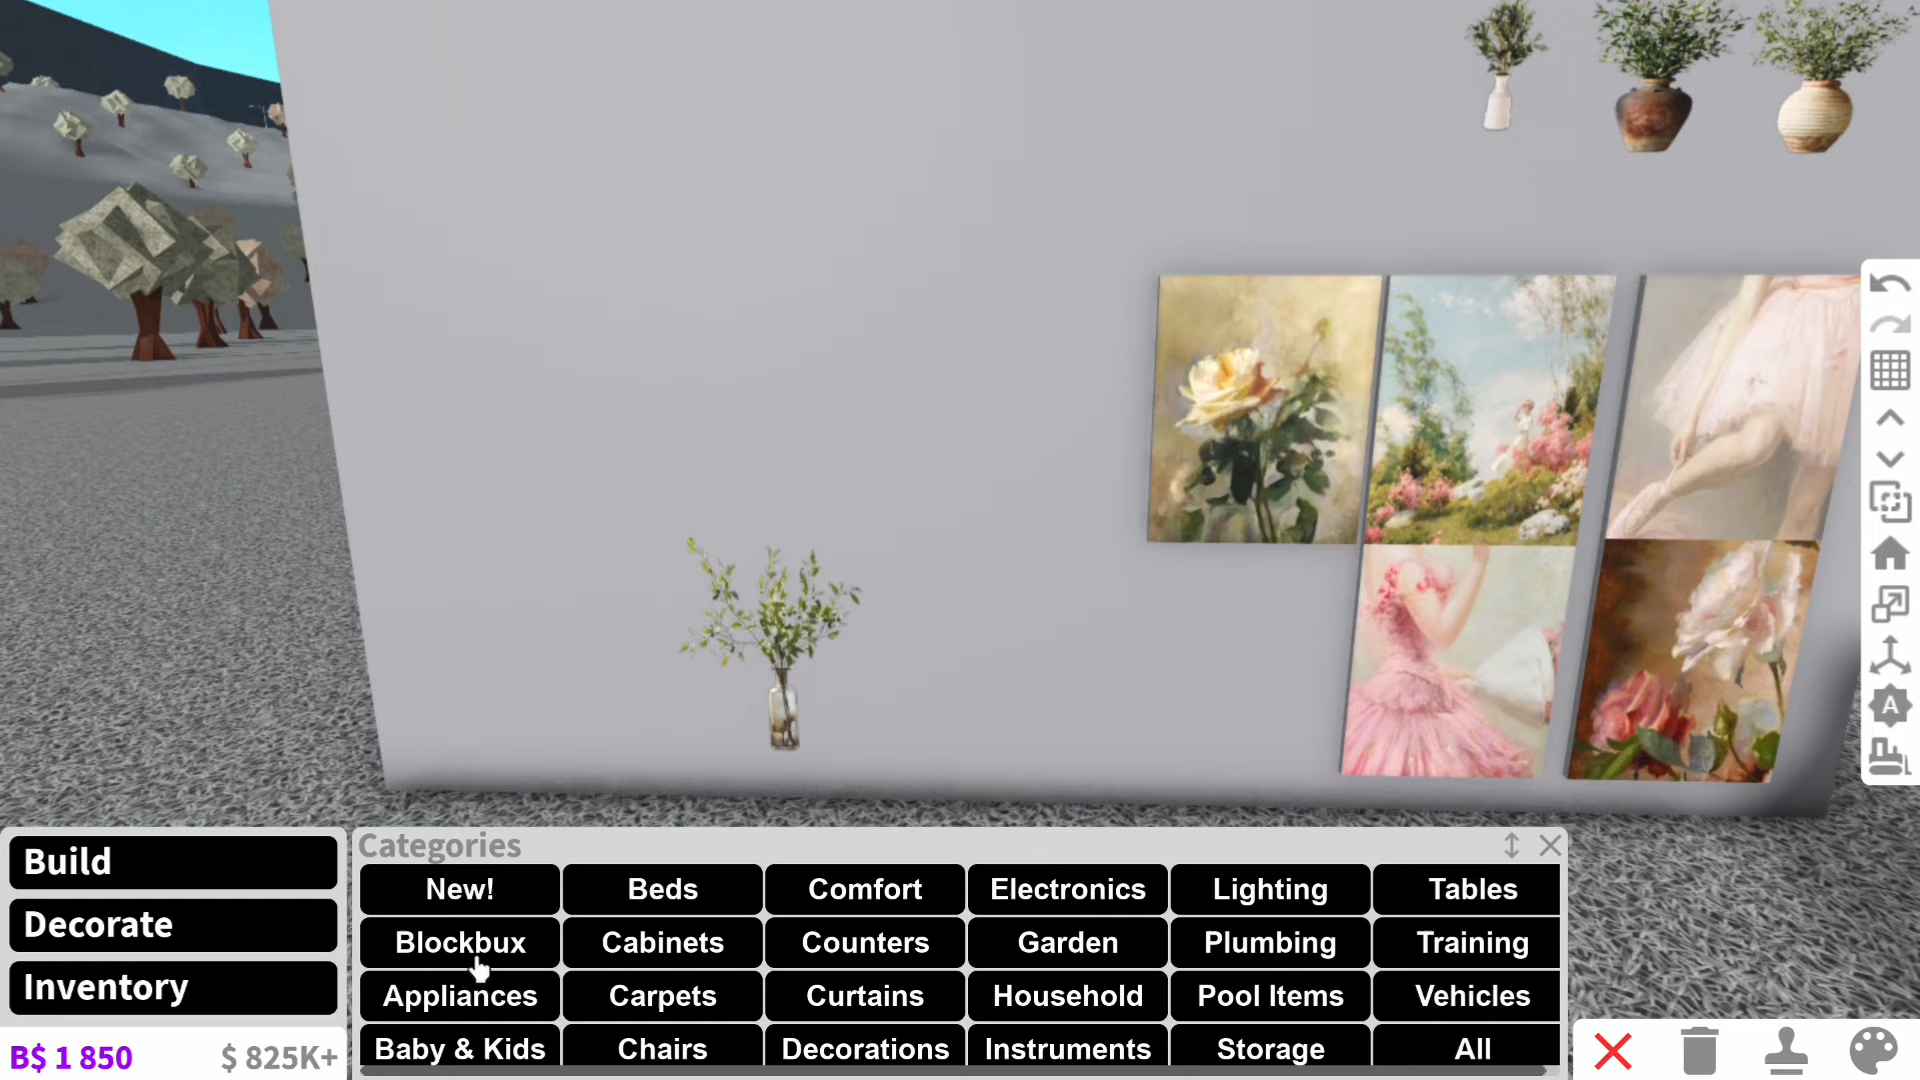 Build
Decorate
Inventory
B$ 1 850
$ 825K+
Categories
New!
Beds
Comfort
Electronics
Lighting
Tables
Blockbux
Cabinets
Counters
Garden
Plumbing
Training
Appliances
Carpets
Curtains
Household
Pool Items
Vehicles
Baby & Kids
Chairs
Decorations
Instruments
Storage
All
A